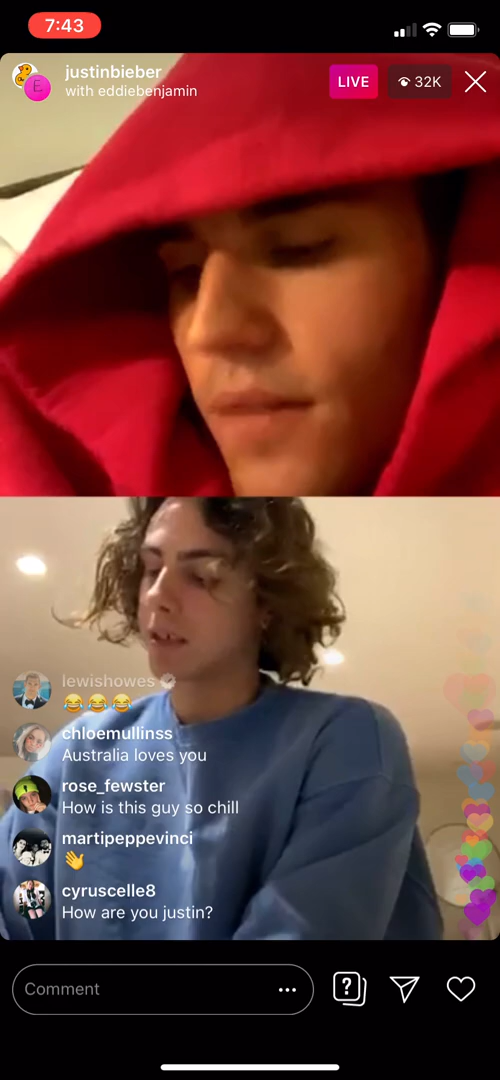 7:43
justinbieber
with eddiebenjamin
E
LIVE
32K
lewishowes
😂😂😂
chloemullinss
Australia loves you
rose_fewster
How is this guy so chill
martipeppevinci
👋
cyruscelle8
How are you justin?
Comment
?